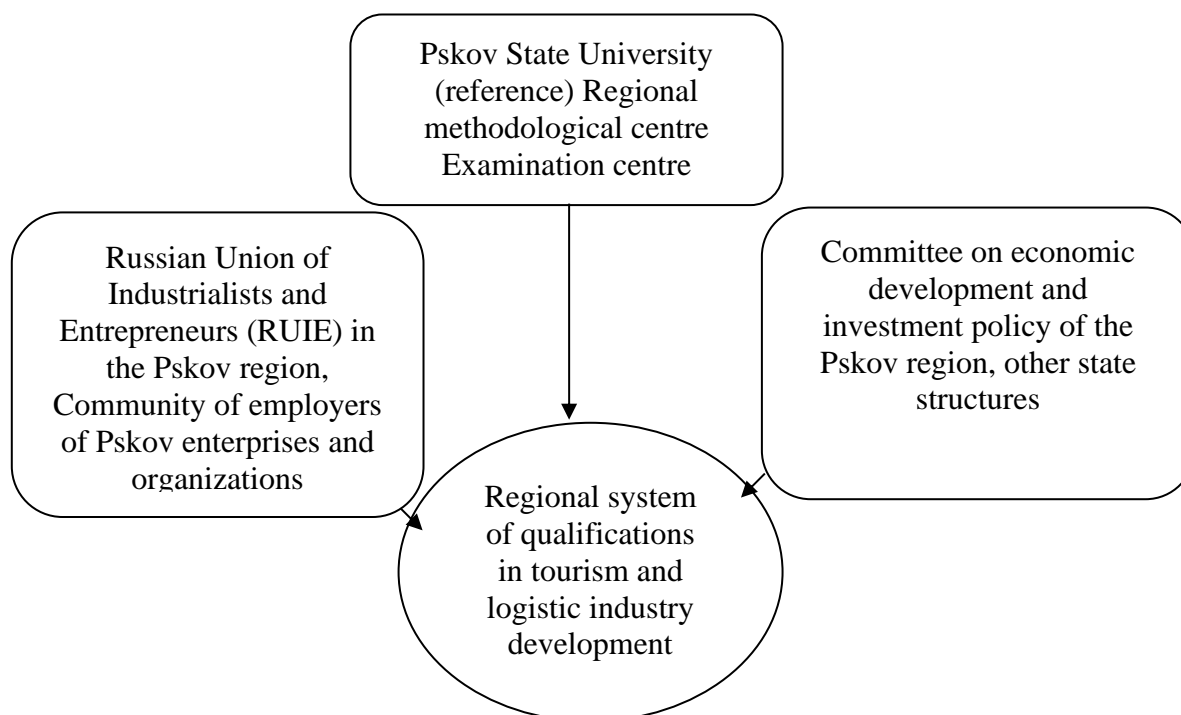 Pskov State University
(reference) Regional
methodological centre
Examination centre
Russian Union of
Industrialists and
Entrepreneurs (RUIE) in
the Pskov region,
Community of employers
of Pskov enterprises and
organizations
Committee on economic
development and
investment policy of the
Pskov region, other state
structures
Regional system
of qualifications
in tourism and
logistic industry
development